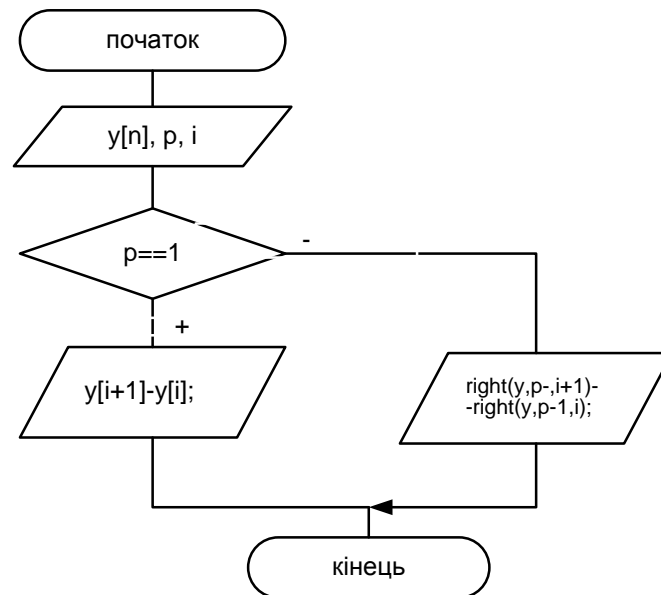 початок
y[n], p, i
p==1
-
+
y[i+1]-y[i];
right(y,p-,i+1)-
-right(y,p-1,i);
кінець